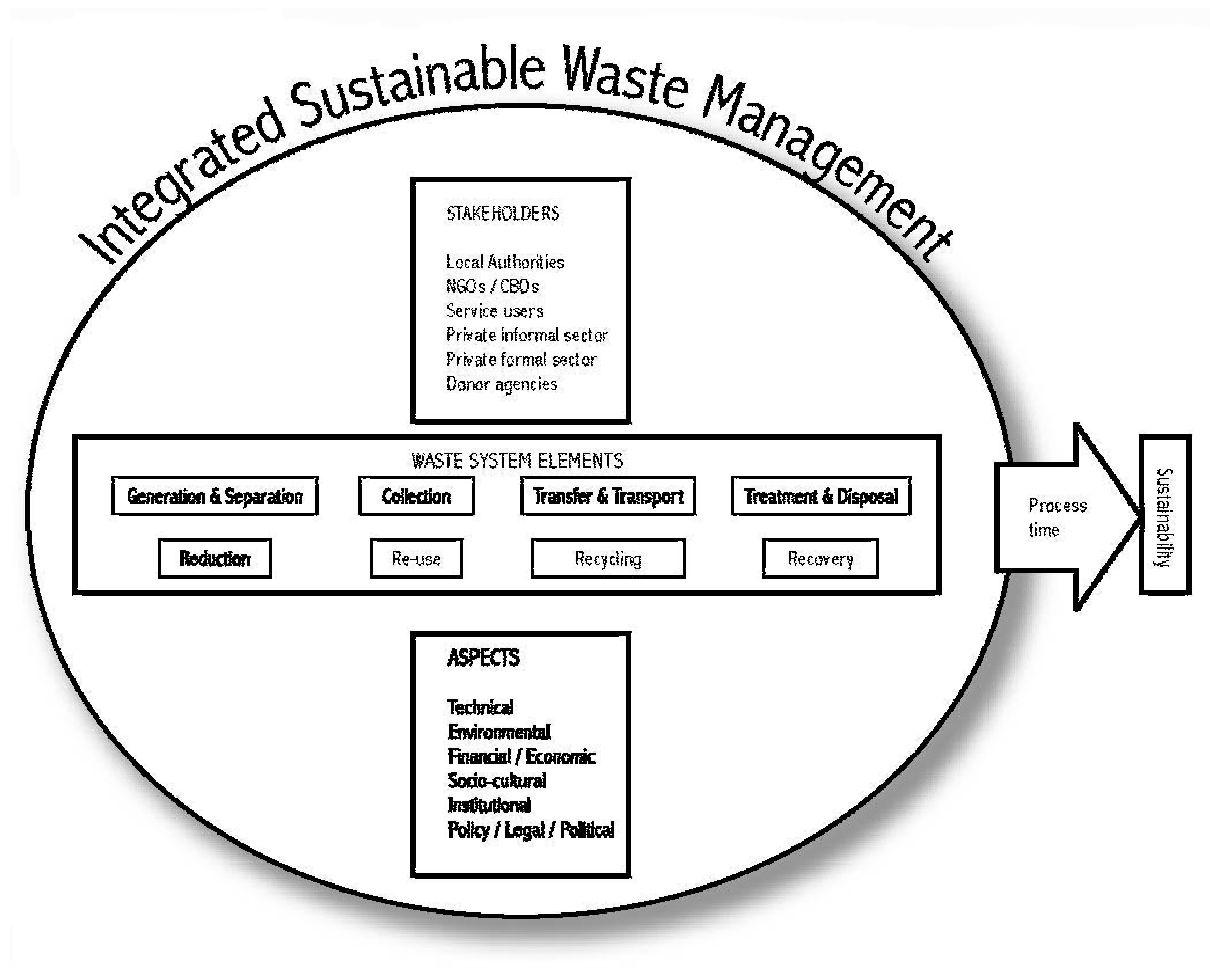 Integrated Sustainable Waste Management
STAKEHOLDERS
Local Authorities
NGOs / CBOs
Service users
Private informal sector
Private formal sector
Donor agencies
WASTE SYSTEM ELEMENTS
Generation & Separation
Collection
Transfer & Transport
Treatment & Disposal
Reduction
Re-use
Recycling
Recovery
Process
time
Sustainability
ASPECTS
Technical
Environmental
Financial / Economic
Socio-cultural
Institutional
Policy / Legal / Political